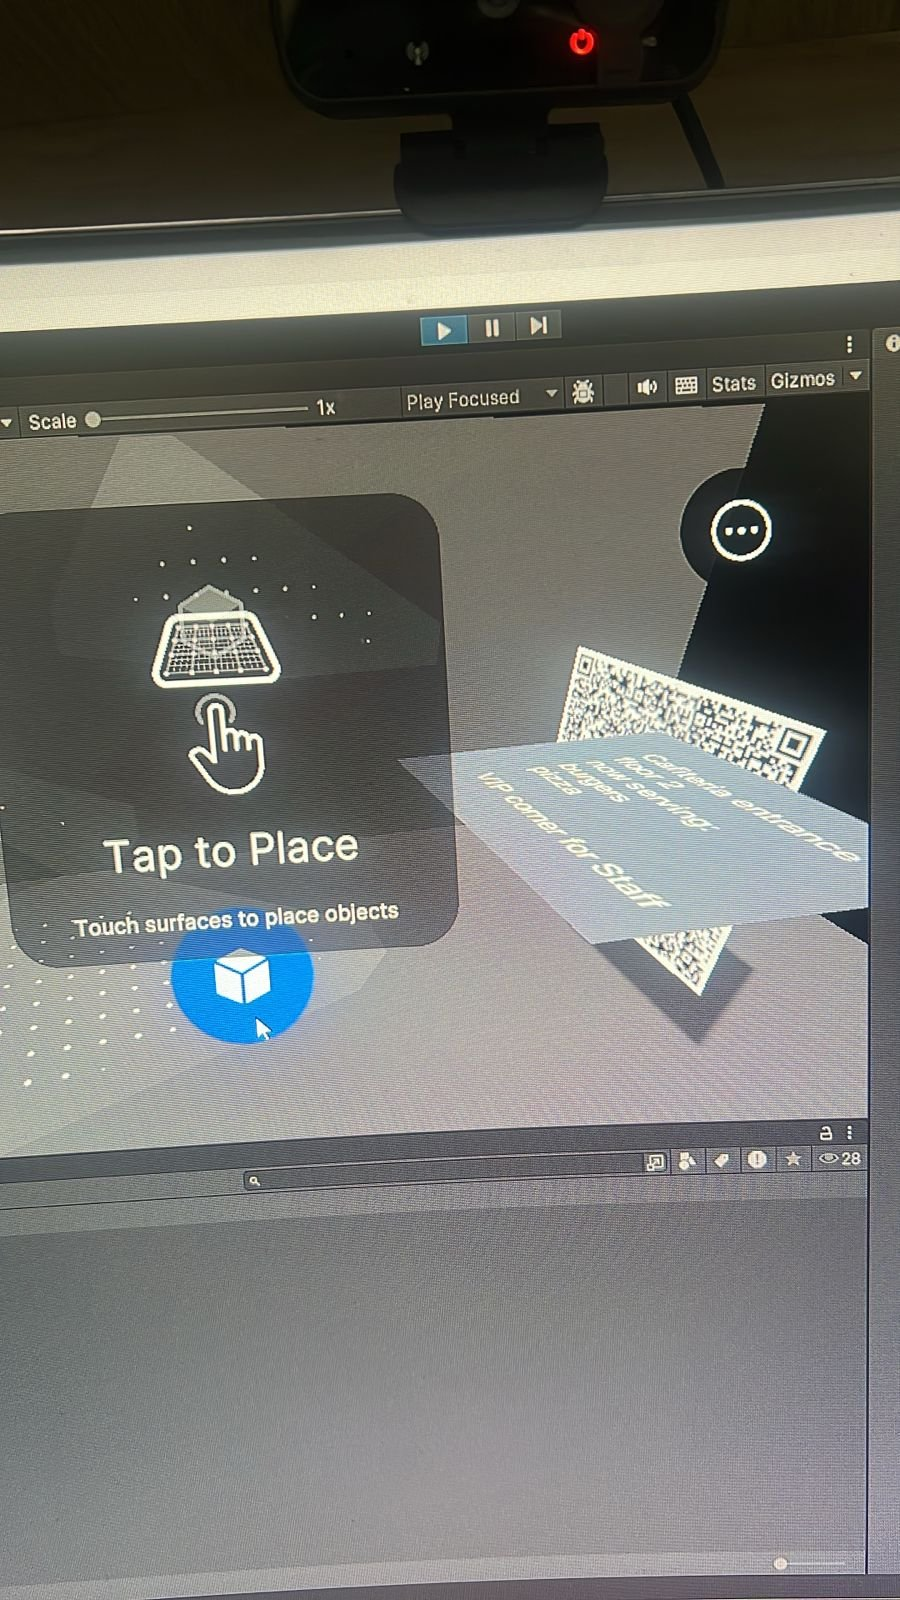 Scale
1x
Play Focused
Stats
Gizmos
Tap to Place
Touch surfaces to place objects
Cafiteria entrance
floor 2
now serving:
burgers
pizza
VIP corner for Staff
28